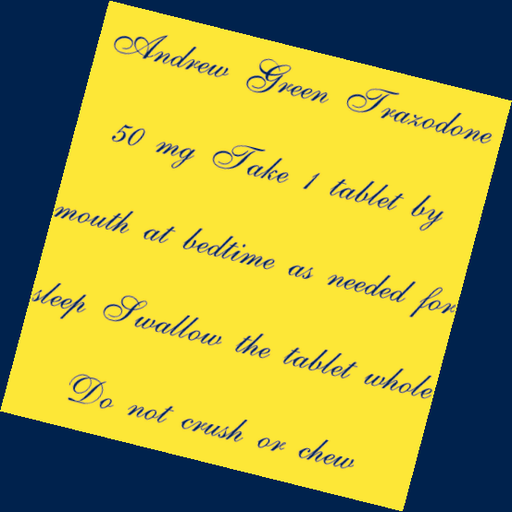 Andrew Green Trazodone
50 mg Take 1 tablet by
mouth at bedtime as needed for
sleep Swallow the tablet whole
Do not crush or chew